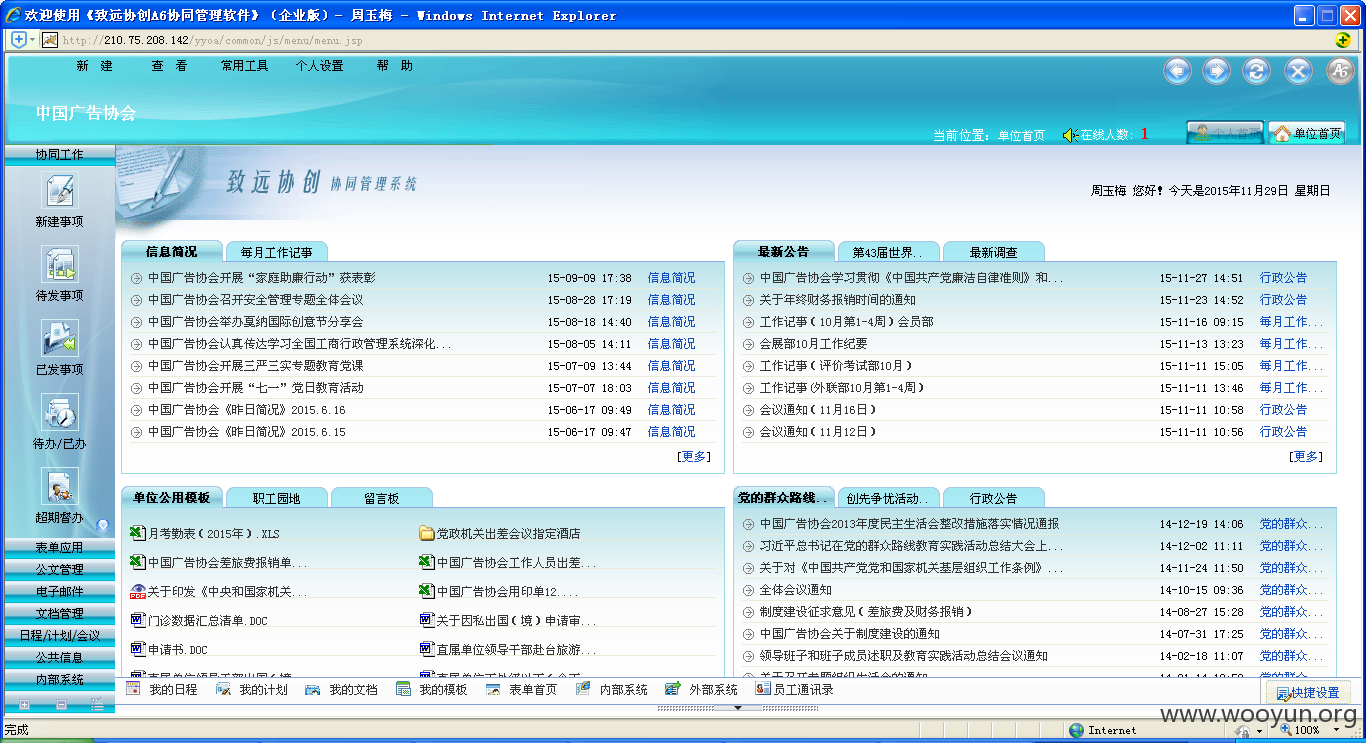 欢迎使用《致远协创A6协同管理软件》（企业版）- 周玉梅 - Windows Internet Explorer
http://210.75.208.142/yyoa/common/js/menu/menu.jsp
新 建 查 看 常用工具 个人设置 帮 助
A6
中国广告协会
当前位置：单位首页 在线人数：1 个人首页 单位首页
协同工作
新建事项
待发事项
已发事项
待办/已办
超期督办
表单应用
公文管理
电子邮件
文档管理
日程/计划/会议
公共信息
内部系统
致远协创 协同管理系统
周玉梅 您好! 今天是2015年11月29日 星期日
信息简况 每月工作记事
中国广告协会开展“家庭助廉行动”获表彰 15-09-09 17:38 信息简况
中国广告协会召开安全管理专题全体会议 15-08-28 17:19 信息简况
中国广告协会举办戛纳国际创意节分享会 15-08-18 14:40 信息简况
中国广告协会认真传达学习全国工商行政管理系统深化... 15-08-05 14:11 信息简况
中国广告协会开展三严三实专题教育党课 15-07-09 13:44 信息简况
中国广告协会开展“七一”党日教育活动 15-07-07 18:03 信息简况
中国广告协会《昨日简况》2015.6.16 15-06-17 09:49 信息简况
中国广告协会《昨日简况》2015.6.15 15-06-17 09:47 信息简况
[更多]
最新公告 第43届世界.. 最新调查
中国广告协会学习贯彻《中国共产党廉洁自律准则》和... 15-11-27 14:51 行政公告
关于年终财务报销时间的通知 15-11-23 14:52 行政公告
工作记事（10月第1-4周）会员部 15-11-16 09:15 每月工作...
会展部10月工作纪要 15-11-13 13:23 每月工作...
工作记事（评价考试部10月） 15-11-11 15:05 每月工作...
工作记事(外联部10月第1-4周) 15-11-11 13:46 每月工作...
会议通知（11月16日） 15-11-11 10:58 行政公告
会议通知（11月12日） 15-11-11 10:56 行政公告
[更多]
单位公用模板 职工园地 留言板
月考勤表（2015年）.XLS 党政机关出差会议指定酒店
中国广告协会差旅费报销单... 中国广告协会工作人员出差...
关于印发《中央和国家机关... 中国广告协会用印单12....
门诊数据汇总清单.DOC 关于因私出国（境）申请审...
申请书.DOC 直属单位领导干部赴台旅游...
党的群众路线.. 创先争优活动.. 行政公告
中国广告协会2013年度民主生活会整改措施落实情况通报 14-12-19 14:06 党的群众...
习近平总书记在党的群众路线教育实践活动总结大会上... 14-12-02 11:11 党的群众...
关于对《中国共产党党和国家机关基层组织工作条例》... 14-11-24 11:50 党的群众...
全体会议通知 14-10-15 09:36 党的群众...
制度建设征求意见（差旅费及财务报销） 14-08-27 15:28 党的群众...
中国广告协会关于制度建设的通知 14-07-31 17:25 党的群众...
领导班子和班子成员述职及教育实践活动总结会议通知 14-02-18 11:07 党的群众...
我的日程 我的计划 我的文档 我的模板 表单首页 内部系统 外部系统 员工通讯录 快捷设置
www.wooyun.org
完成 Internet 100%